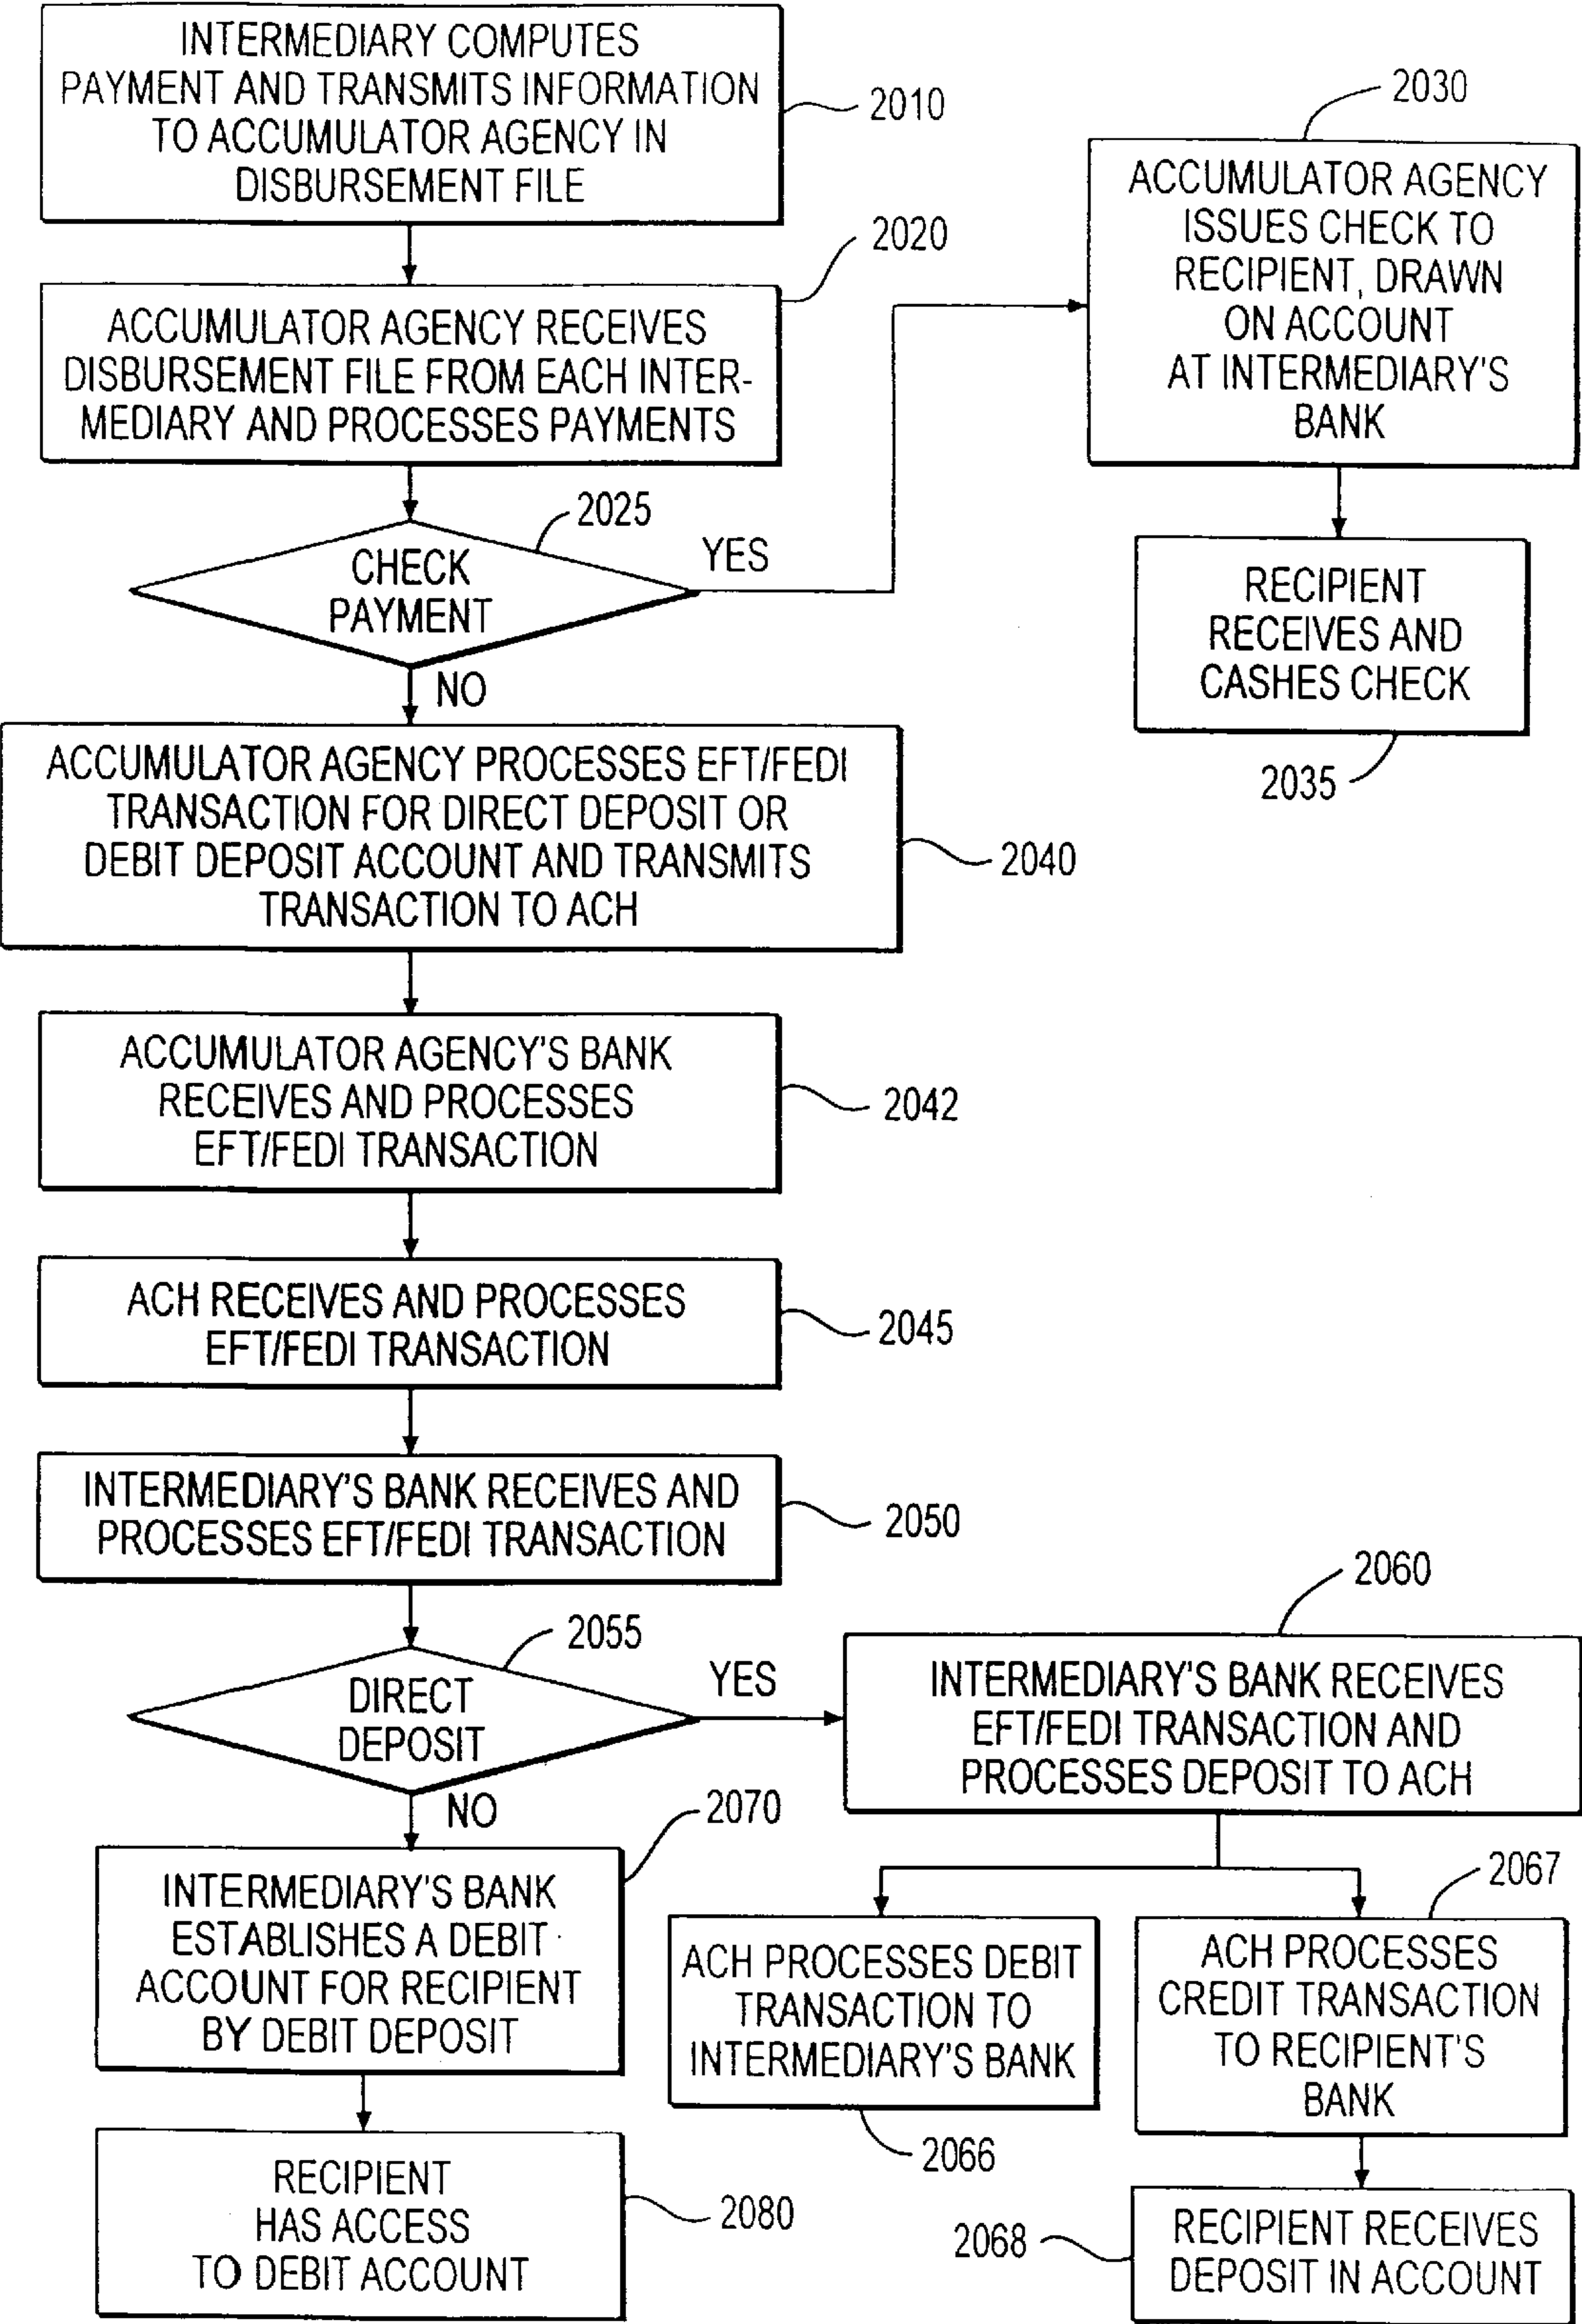 INTERMEDIARY COMPUTES
PAYMENT AND TRANSMITS INFORMATION
TO ACCUMULATOR AGENCY IN
DISBURSEMENT FILE
2010
ACCUMULATOR AGENCY RECEIVES
DISBURSEMENT FILE FROM EACH INTER-
MEDIARY AND PROCESSES PAYMENTS
2020
CHECK
PAYMENT
2025
YES
NO
2030
ACCUMULATOR AGENCY
ISSUES CHECK TO
RECIPIENT, DRAWN
ON ACCOUNT
AT INTERMEDIARY'S
BANK
RECIPIENT
RECEIVES AND
CASHES CHECK
2035
ACCUMULATOR AGENCY PROCESSES EFT/FEDI
TRANSACTION FOR DIRECT DEPOSIT OR
DEBIT DEPOSIT ACCOUNT AND TRANSMITS
TRANSACTION TO ACH
2040
ACCUMULATOR AGENCY'S BANK
RECEIVES AND PROCESSES
EFT/FEDI TRANSACTION
2042
ACH RECEIVES AND PROCESSES
EFT/FEDI TRANSACTION
2045
INTERMEDIARY'S BANK RECEIVES AND
PROCESSES EFT/FEDI TRANSACTION
2050
DIRECT
DEPOSIT
2055
YES
NO
2060
INTERMEDIARY'S BANK RECEIVES
EFT/FEDI TRANSACTION AND
PROCESSES DEPOSIT TO ACH
2070
INTERMEDIARY'S BANK
ESTABLISHES A DEBIT
ACCOUNT FOR RECIPIENT
BY DEBIT DEPOSIT
ACH PROCESSES DEBIT
TRANSACTION TO
INTERMEDIARY'S BANK
2066
2067
ACH PROCESSES
CREDIT TRANSACTION
TO RECIPIENT'S
BANK
RECIPIENT
HAS ACCESS
TO DEBIT ACCOUNT
2080
2068
RECIPIENT RECEIVES
DEPOSIT IN ACCOUNT